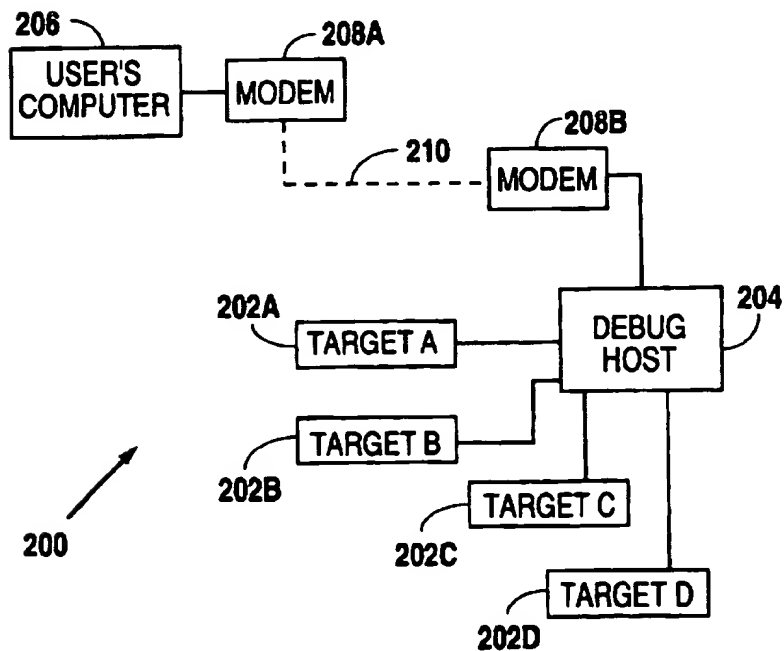 206
USER'S
COMPUTER
208A
MODEM
208B
MODEM
210
202A
TARGET A
204
DEBUG
HOST
TARGET B
202B
TARGET C
202C
200
TARGET D
202D